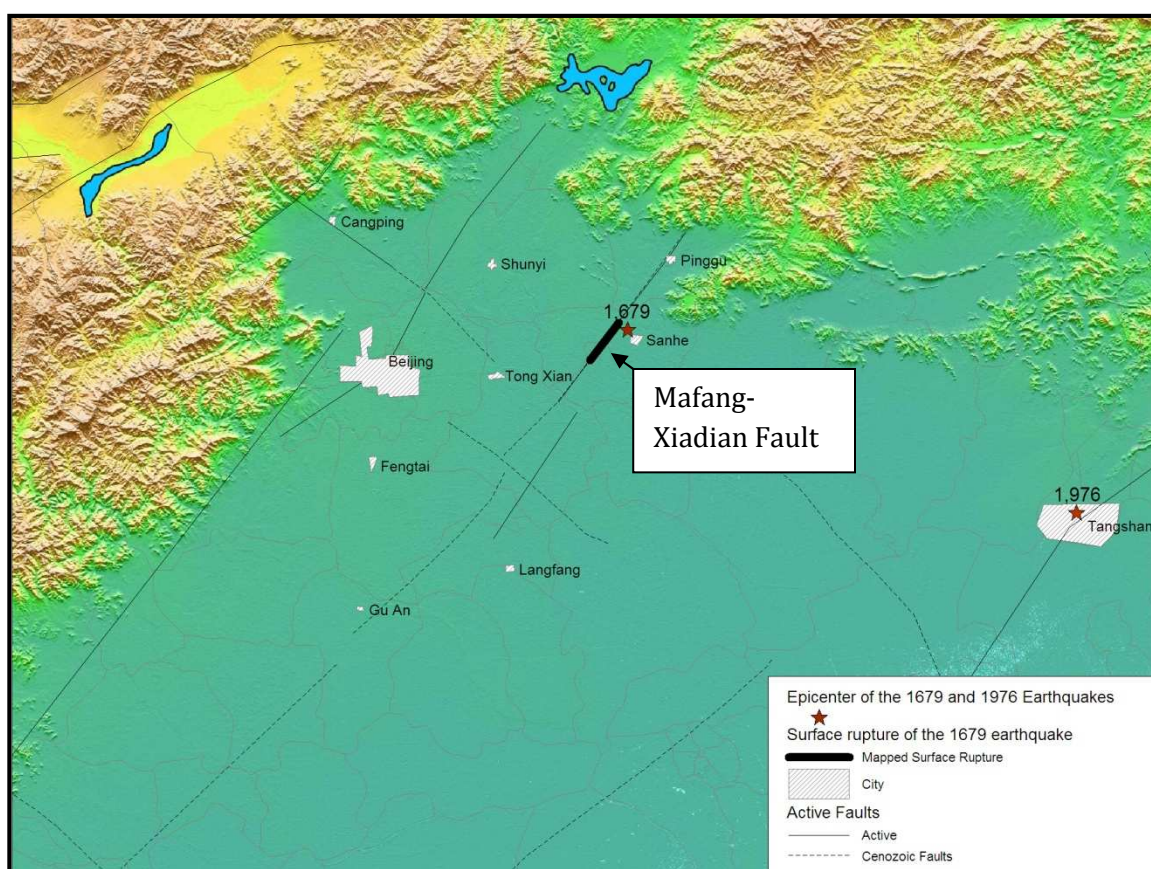 Cangping
Shunyi
Pinggu
1,679
Sanhe
Beijing
Tong Xian
Mafang-
Xiadian Fault
Fengtai
1,976
Tangshan
Langfang
Gu An
Epicenter of the 1679 and 1976 Earthquakes
Surface rupture of the 1679 earthquake
Mapped Surface Rupture
City
Active Faults
Active
Cenozoic Faults